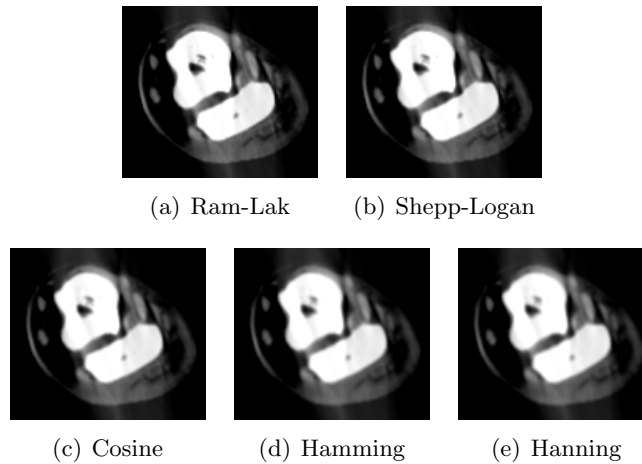 (a) Ram-Lak
(b) Shepp-Logan
(c) Cosine
(d) Hamming
(e) Hanning